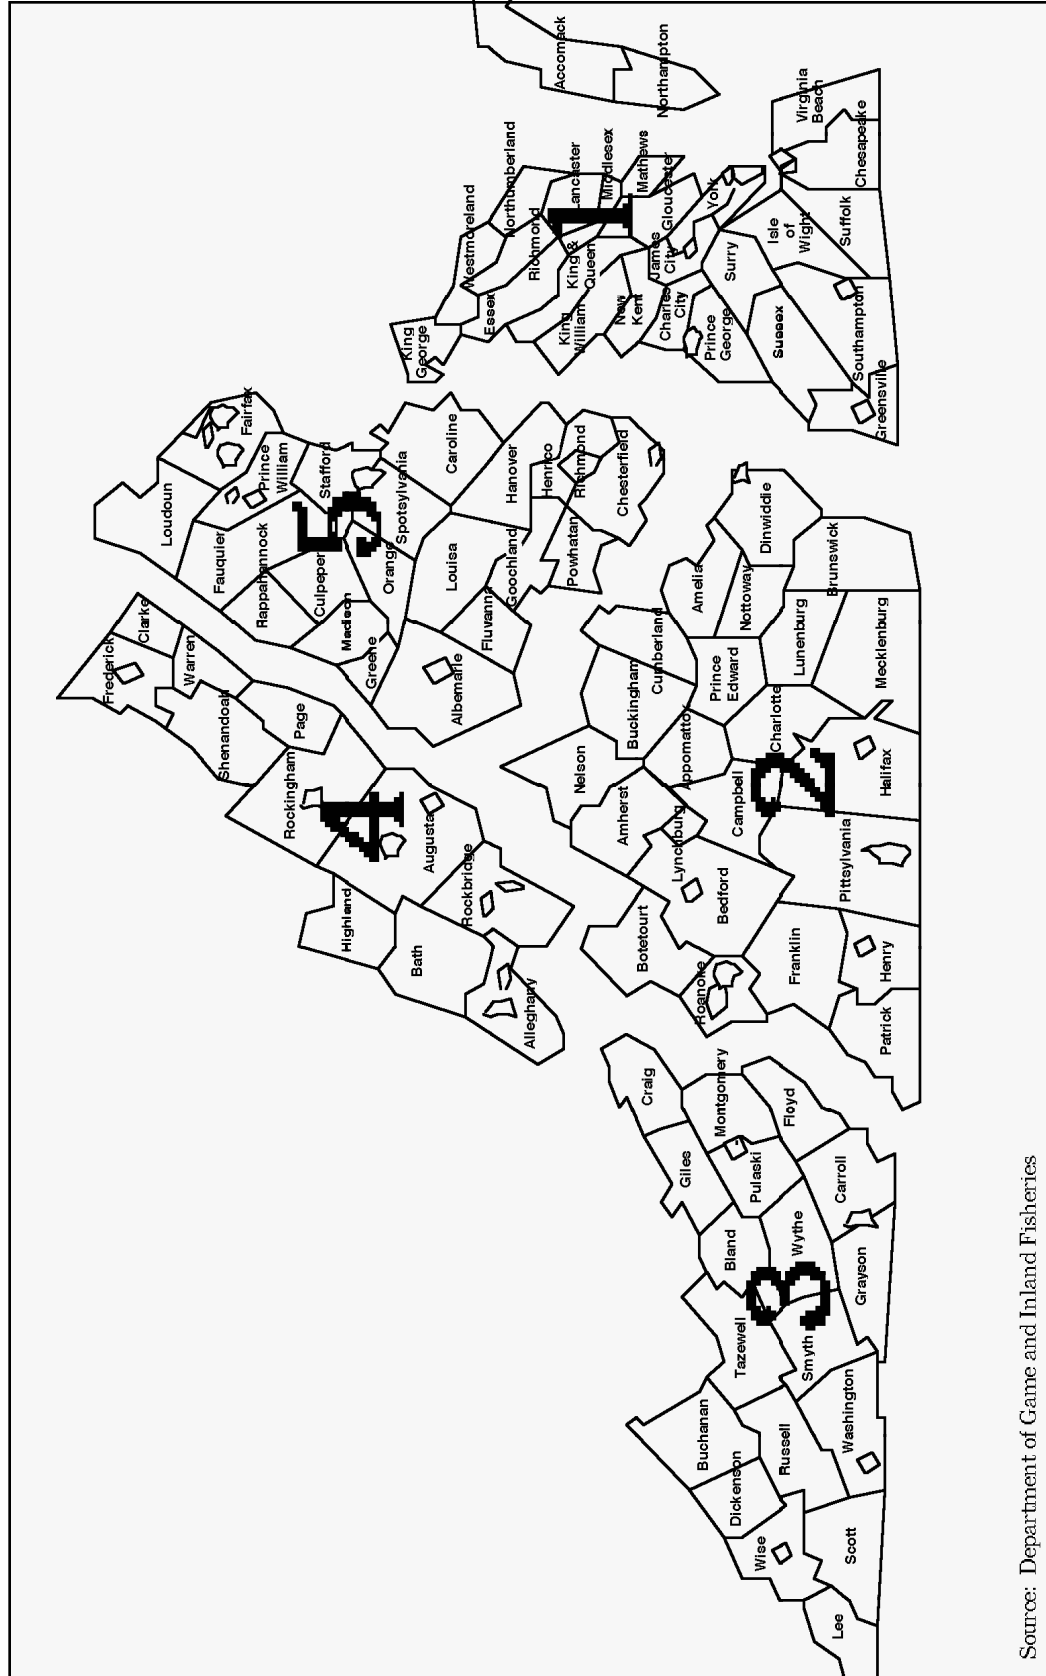 Accomack
Northampton
Virginia
Beach
Chesapeake
Northumberland
Lancaster
Middlesex
Mathews
Gloucester
York
Westmoreland
Richmond
King &
Queen
James
City
Isle
of
Wight
Suffolk
Surry
Essex
King
William
New
Kent
Charles
City
Prince
George
Sussex
Southampton
Greensville
King
George
1
Fairfax
Prince
William
Stafford
Loudoun
Fauquier
Rappahannock
Culpeper
Madison
Greene
Orange
Spotsylvania
Caroline
Hanover
Henrico
Richmond
Chesterfield
Louisa
Goochland
Powhatan
Fluvanna
Albemarle
5
Frederick
Clarke
Warren
Shenandoah
Page
Rockingham
Augusta
Rockbridge
Highland
Bath
Alleghany
4
Dinwiddie
Brunswick
Amelia
Nottoway
Lunenburg
Mecklenburg
Cumberland
Buckingham
Prince
Edward
Charlotte
Appomattox
Nelson
Amherst
Lynchburg
Campbell
Halifax
Pittsylvania
Bedford
Botetourt
Roanoke
Franklin
Henry
Patrick
2
Craig
Montgomery
Floyd
Giles
Pulaski
Carroll
Bland
Wythe
Grayson
Tazewell
Smyth
Buchanan
Russell
Washington
Dickenson
Wise
Scott
Lee
3
Source: Department of Game and Inland Fisheries